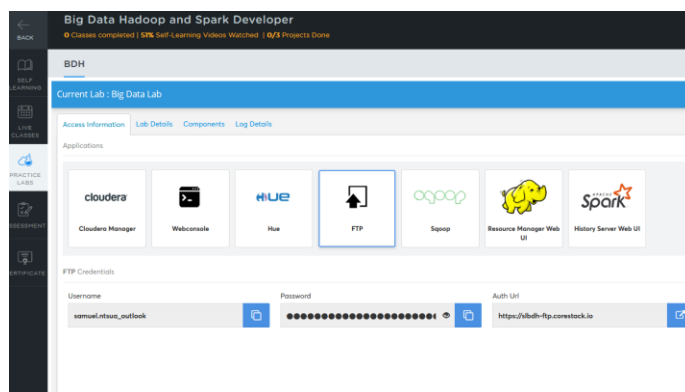 Big Data Hadoop and Spark Developer
0 Classes completed | 51% Self-Learning Videos Watched | 0/3 Projects Done
BACK
BDH
SELF
LEARNING
Current Lab : Big Data Lab
LIVE
CLASSES
Access Information Lab Details Components Log Details
Applications
PRACTICE
LABS
cloudera HUE sqoop APACHE Spark
Cloudera Manager Webconsole Hue FTP Sqoop Resource Manager Web
UI
History Server Web UI
SSESSMENT
ERTIFICATE
FTP Credentials
Username Password Auth Url
samuel.ntsua_outlook https://slbdh-ftp.corestack.io